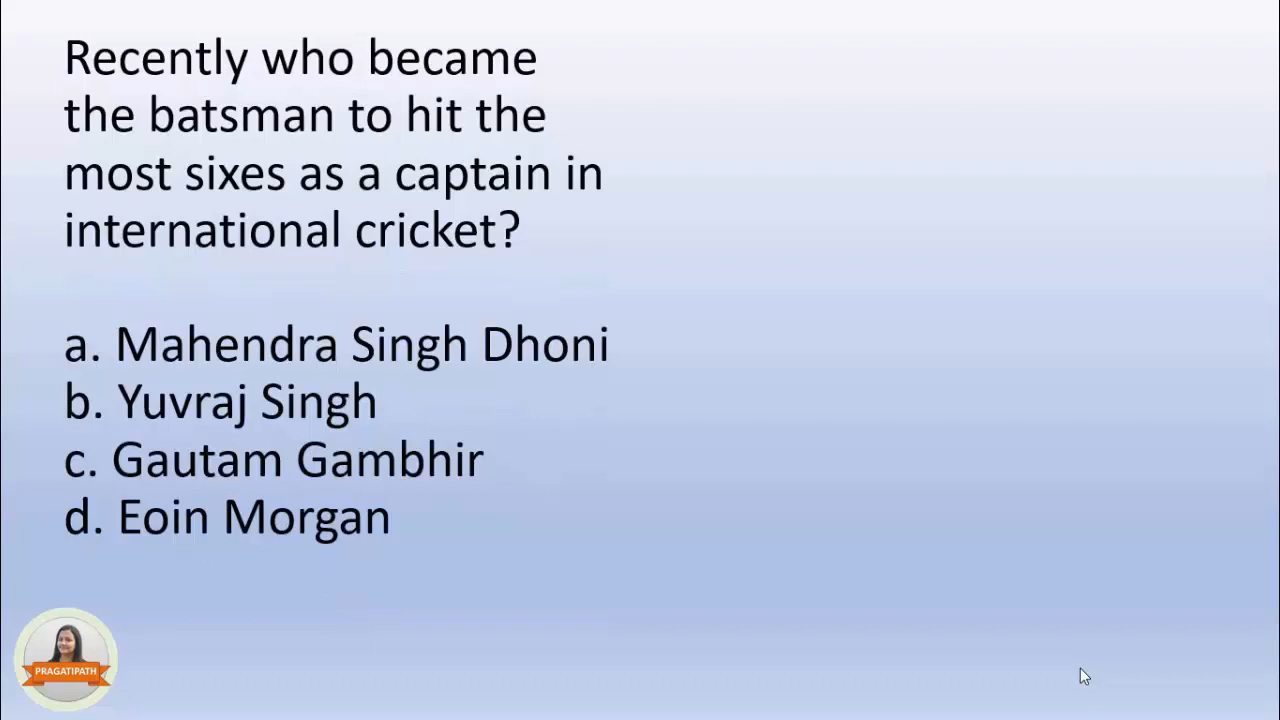 Recently who became
the batsman to hit the
most sixes as a captain in
international cricket?
a. Mahendra Singh Dhoni
b. Yuvraj Singh
c. Gautam Gambhir
d. Eoin Morgan
PRAGATIPATH